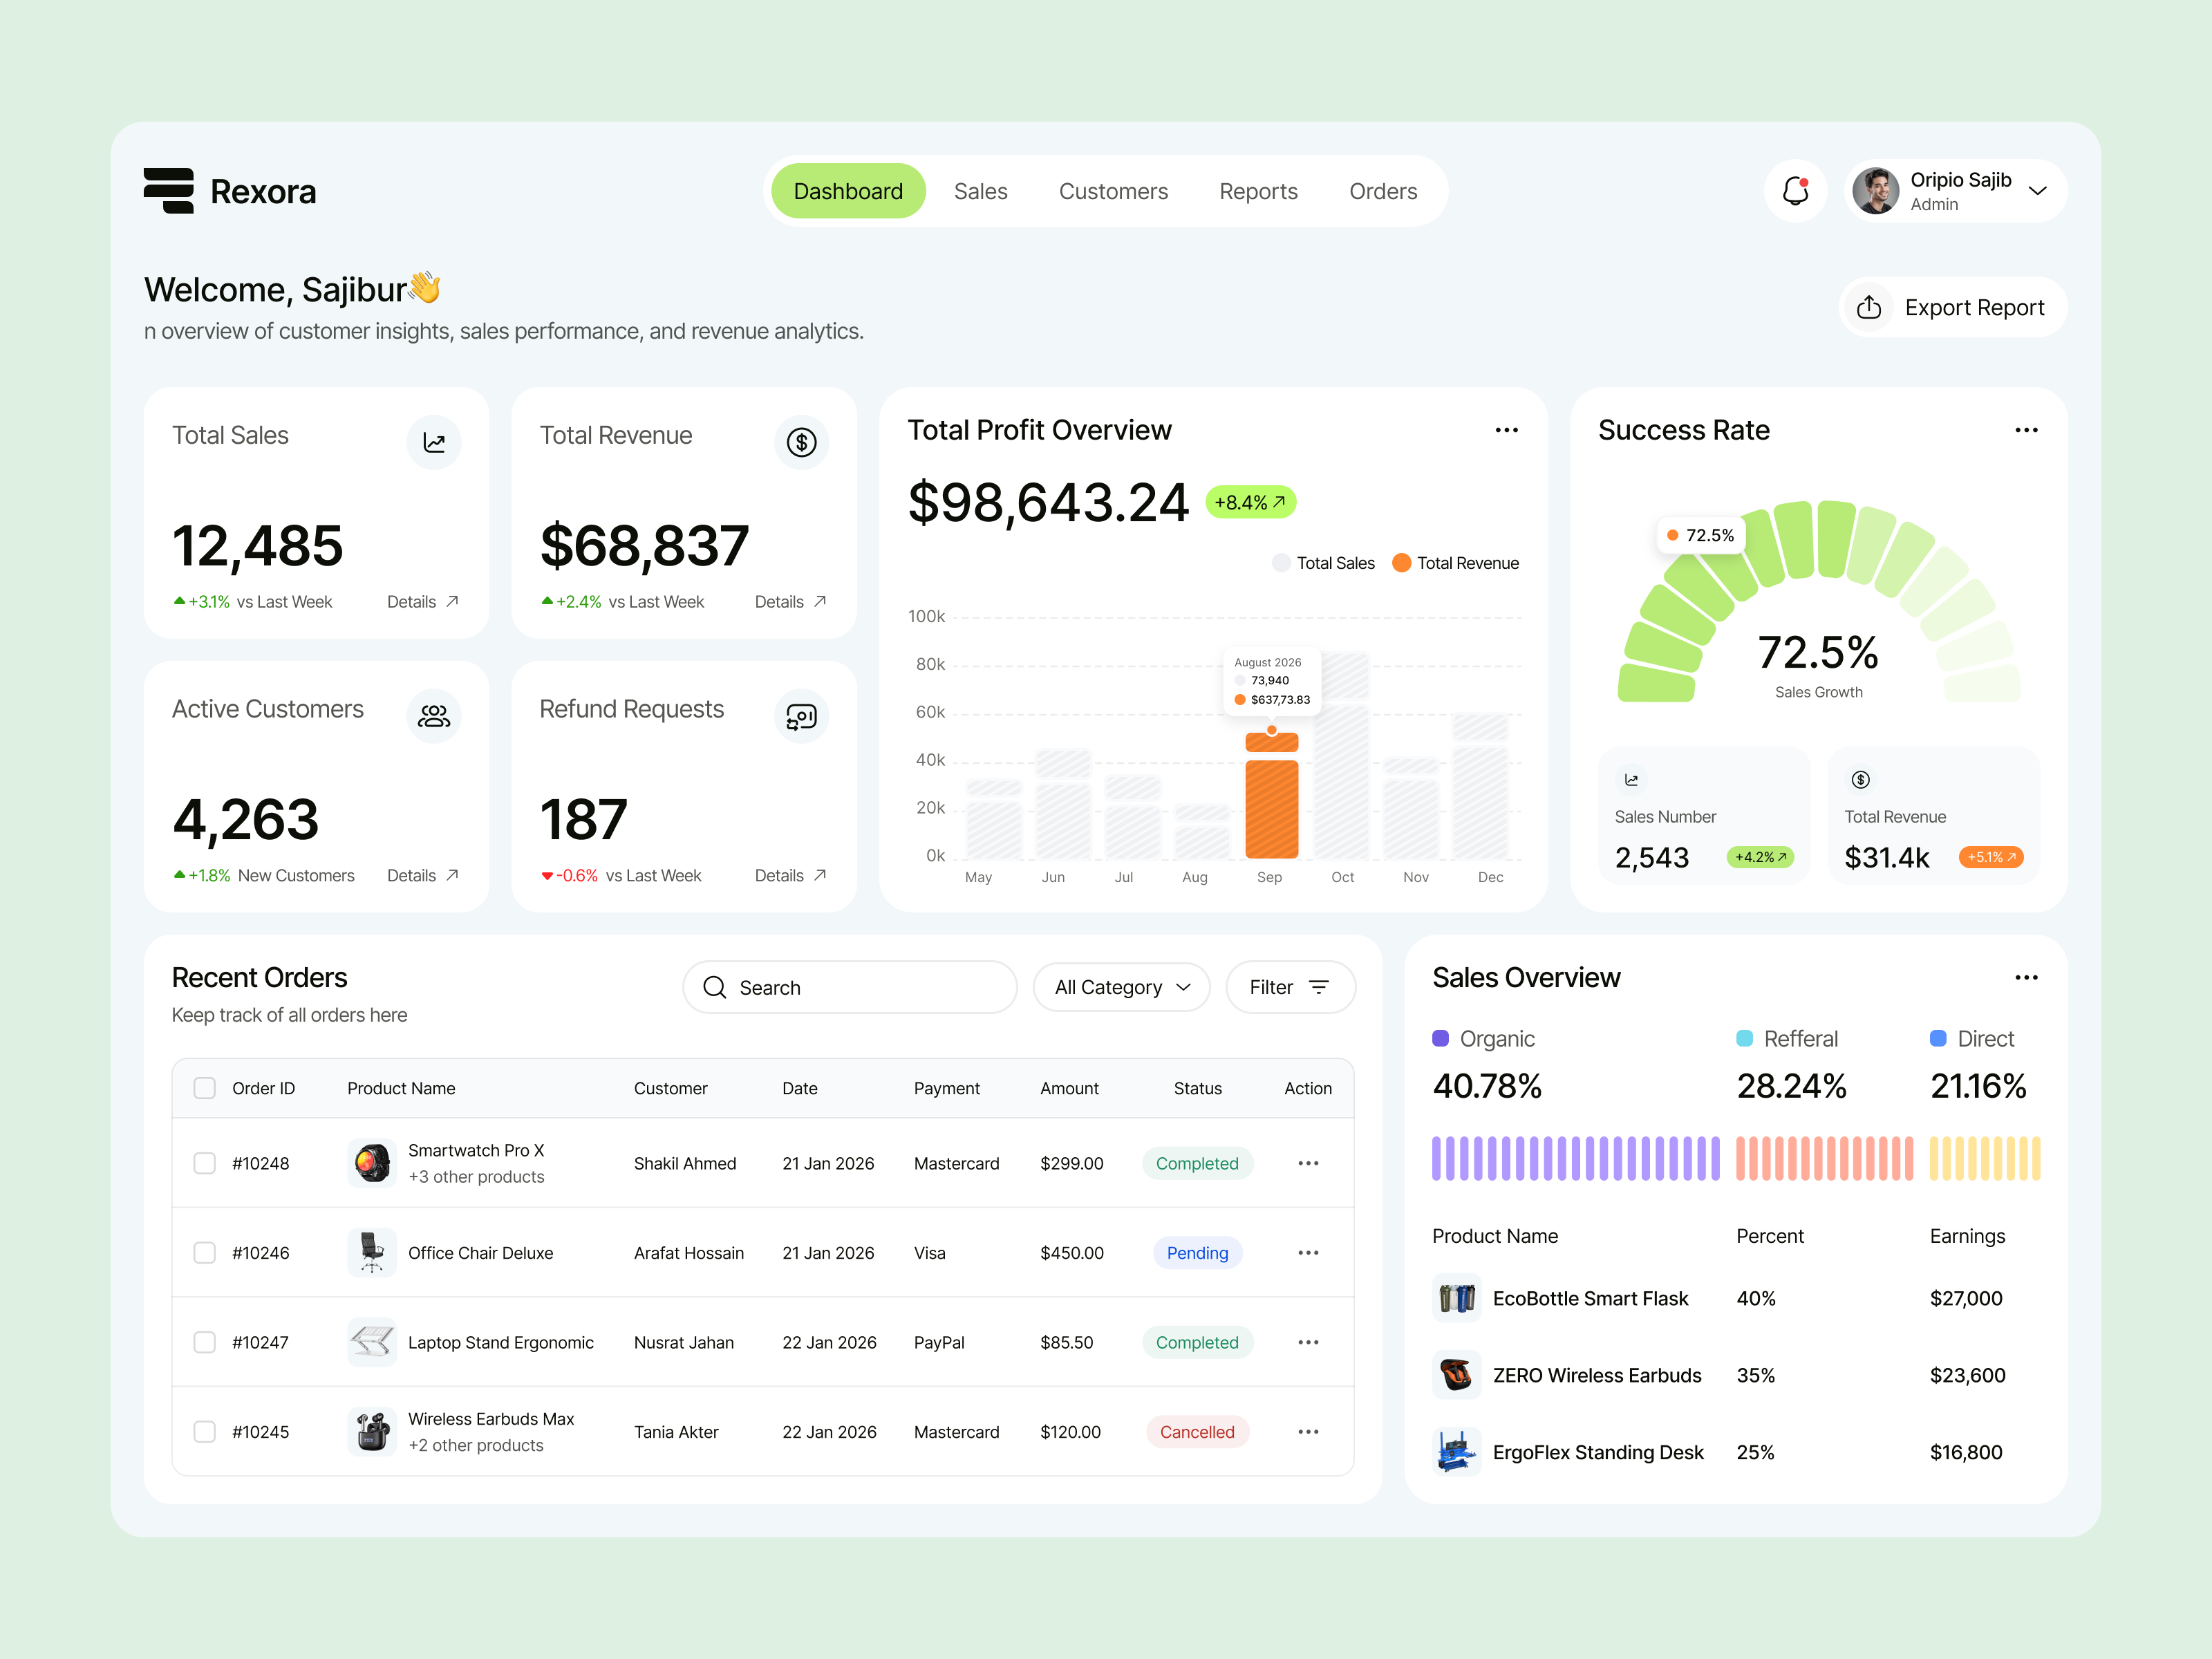 Rexora
Dashboard
Sales
Customers
Reports
Orders
Oripio Sajib
Admin
Welcome, Sajibur👋
n overview of customer insights, sales performance, and revenue analytics.
Export Report
Total Sales
12,485
+3.1% vs Last Week
Details
Total Revenue
$68,837
+2.4% vs Last Week
Details
Active Customers
4,263
+1.8% New Customers
Details
Refund Requests
187
-0.6% vs Last Week
Details
Total Profit Overview
$98,643.24
+8.4%
Total Sales
Total Revenue
100k
80k
60k
40k
20k
0k
August 2026
73,940
$637,73.83
May
Jun
Jul
Aug
Sep
Oct
Nov
Dec
Success Rate
72.5%
72.5%
Sales Growth
Sales Number
2,543
+4.2%
Total Revenue
$31.4k
+5.1%
Recent Orders
Keep track of all orders here
Search
All Category
Filter
Order ID Product Name Customer Date Payment Amount Status Action
#10248 Smartwatch Pro X Shakil Ahmed 21 Jan 2026 Mastercard $299.00 Completed
+3 other products
#10246 Office Chair Deluxe Arafat Hossain 21 Jan 2026 Visa $450.00 Pending
#10247 Laptop Stand Ergonomic Nusrat Jahan 22 Jan 2026 PayPal $85.50 Completed
#10245 Wireless Earbuds Max Tania Akter 22 Jan 2026 Mastercard $120.00 Cancelled
+2 other products
Sales Overview
Organic
40.78%
Refferal
28.24%
Direct
21.16%
Product Name Percent Earnings
EcoBottle Smart Flask 40% $27,000
ZERO Wireless Earbuds 35% $23,600
ErgoFlex Standing Desk 25% $16,800